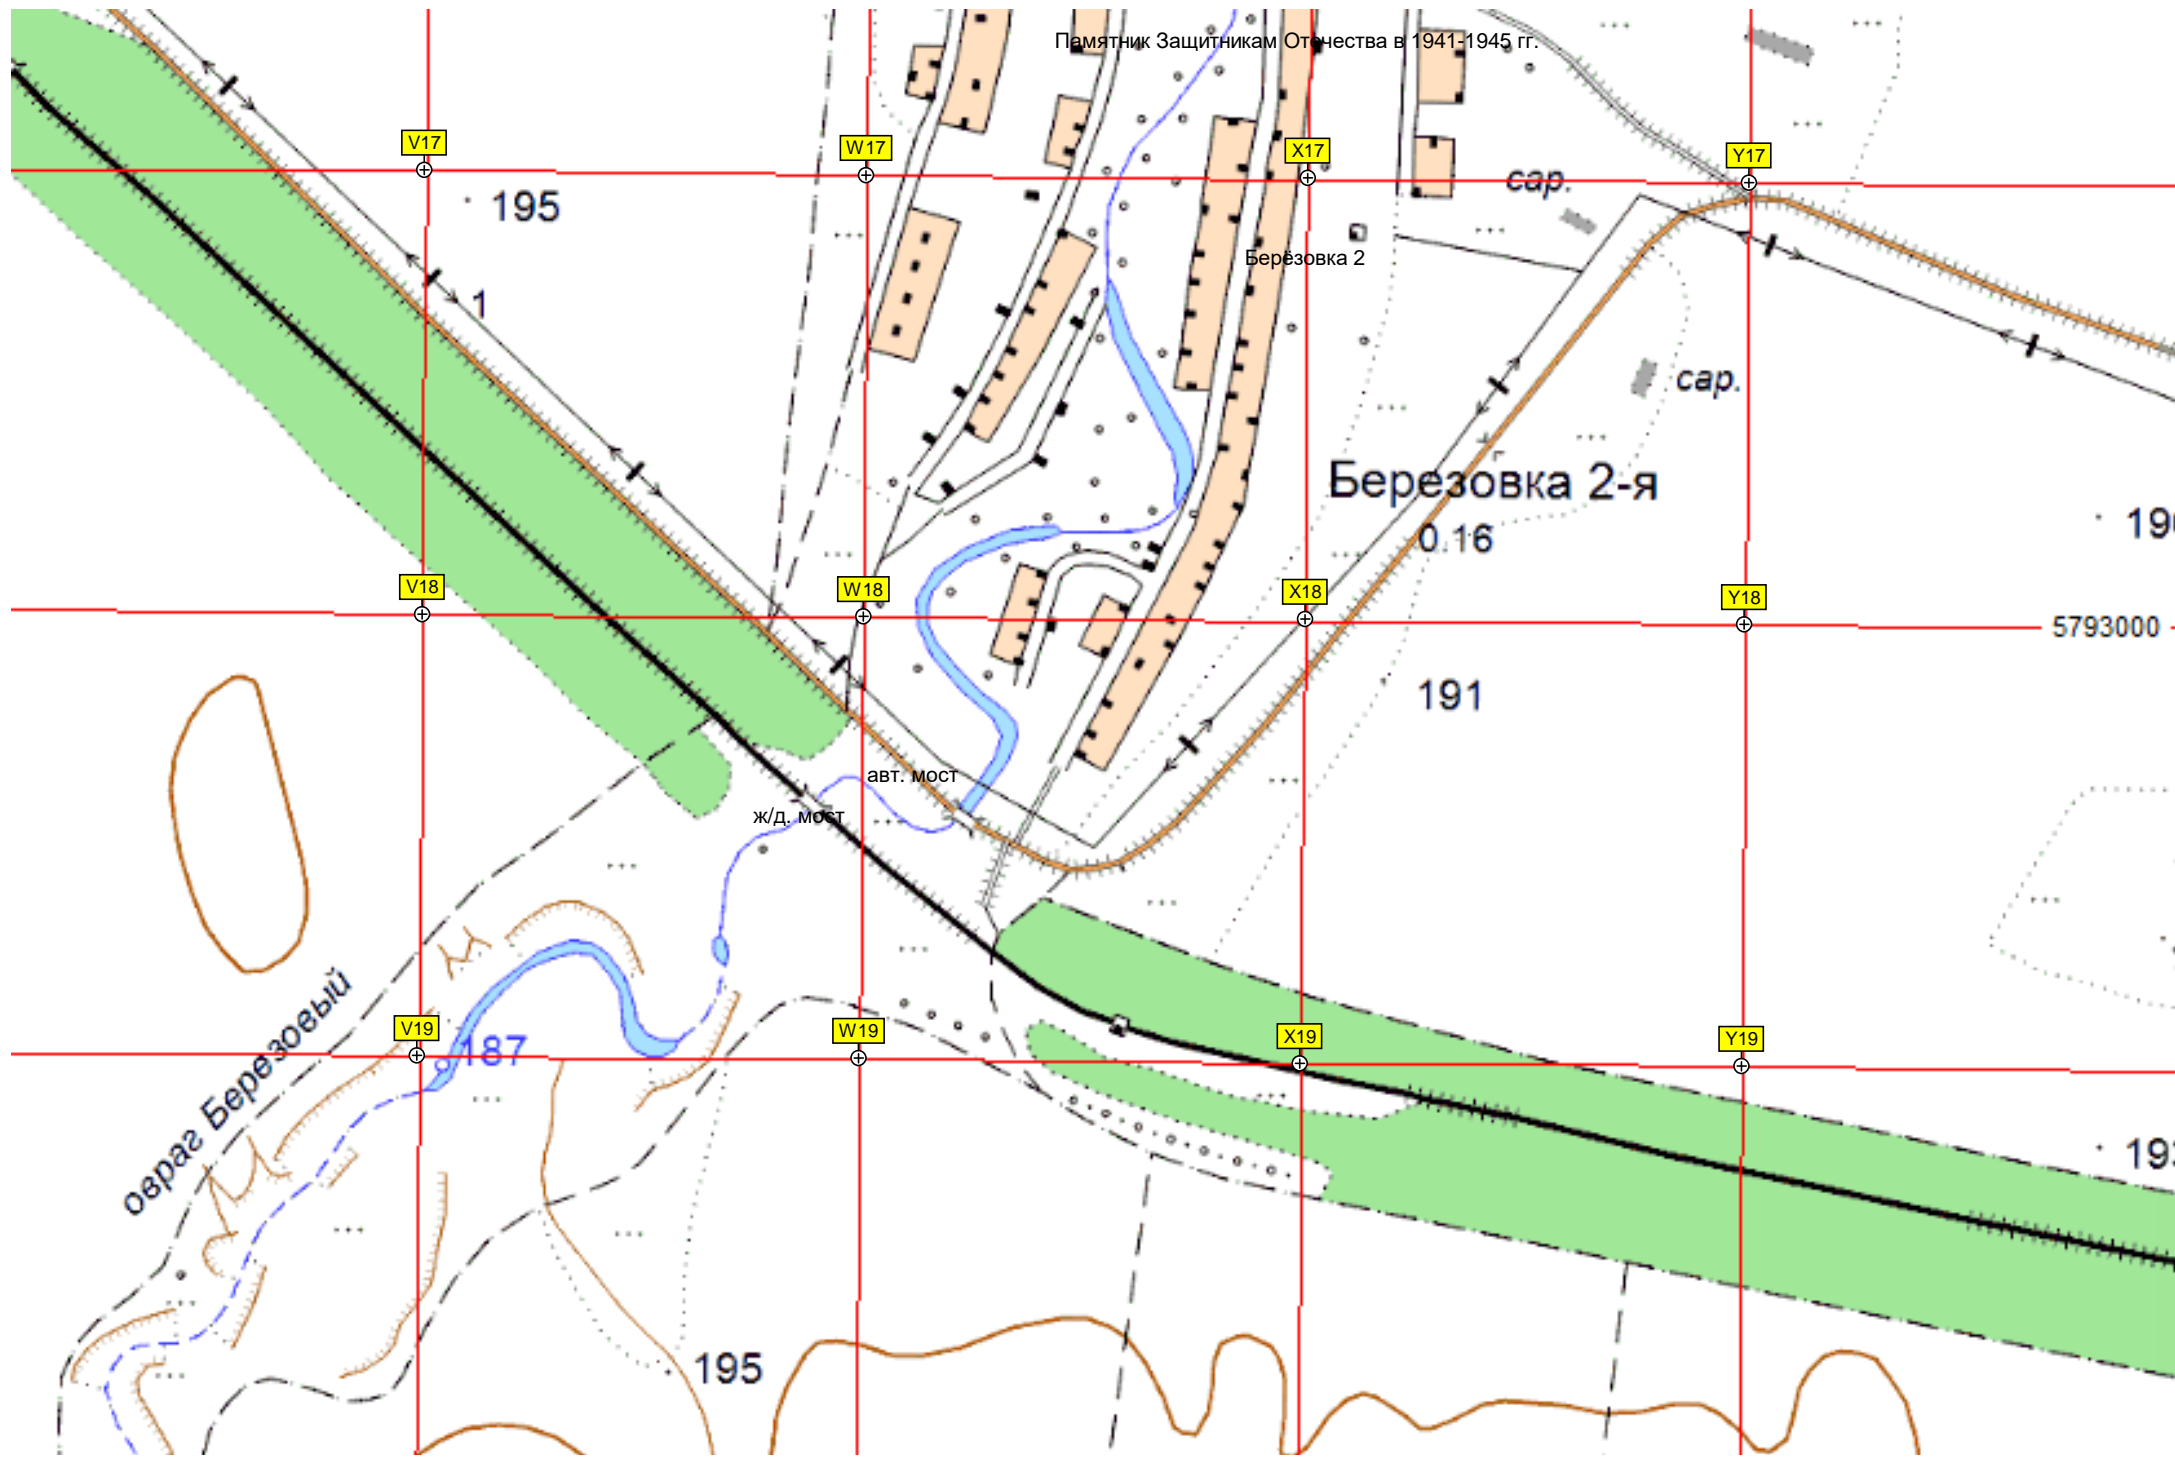 Памятник Защитникам Отечества в 1941-1945 гг.
V17
W17
X17
Y17
195
сар.
Берёзовка 2
1
сар.
Березовка 2-я
0.16
V18
W18
X18
Y18
5793000
191
авт. мост
ж/д. мост
овраг Березовый
V19
187
W19
X19
Y19
195